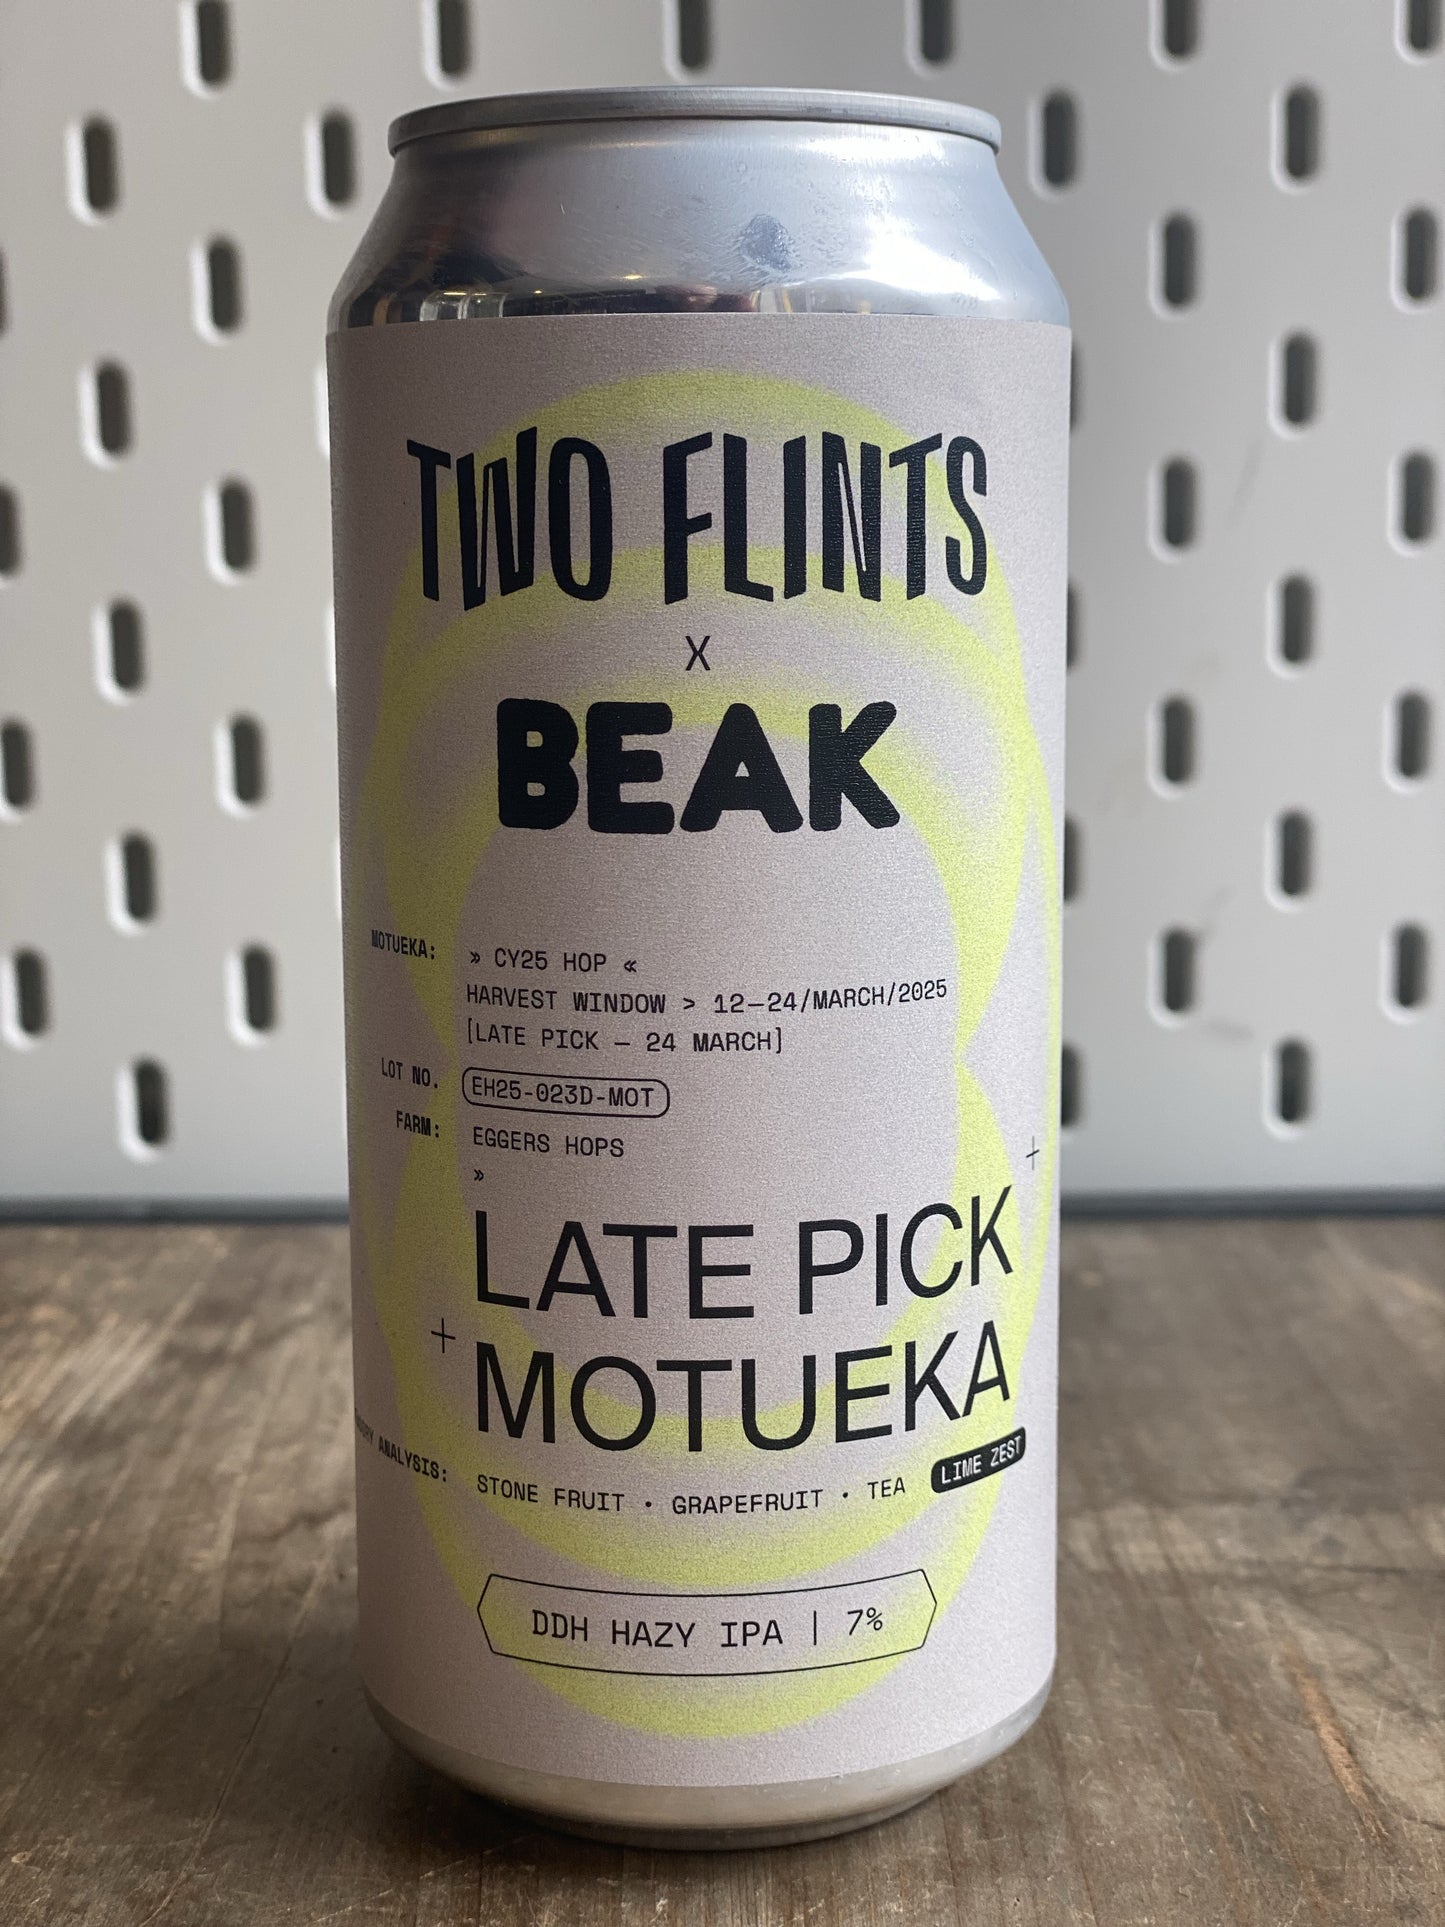 TWO FLINTS
X
BEAK
MOTUEKA: » CY25 HOP «
HARVEST WINDOW > 12–24/MARCH/2025
[LATE PICK – 24 MARCH]
LOT NO. EH25-023D-MOT
FARM: EGGERS HOPS
»
LATE PICK
MOTUEKA
ANALYSIS: STONE FRUIT • GRAPEFRUIT • TEA LIME ZEST
DDH HAZY IPA | 7%